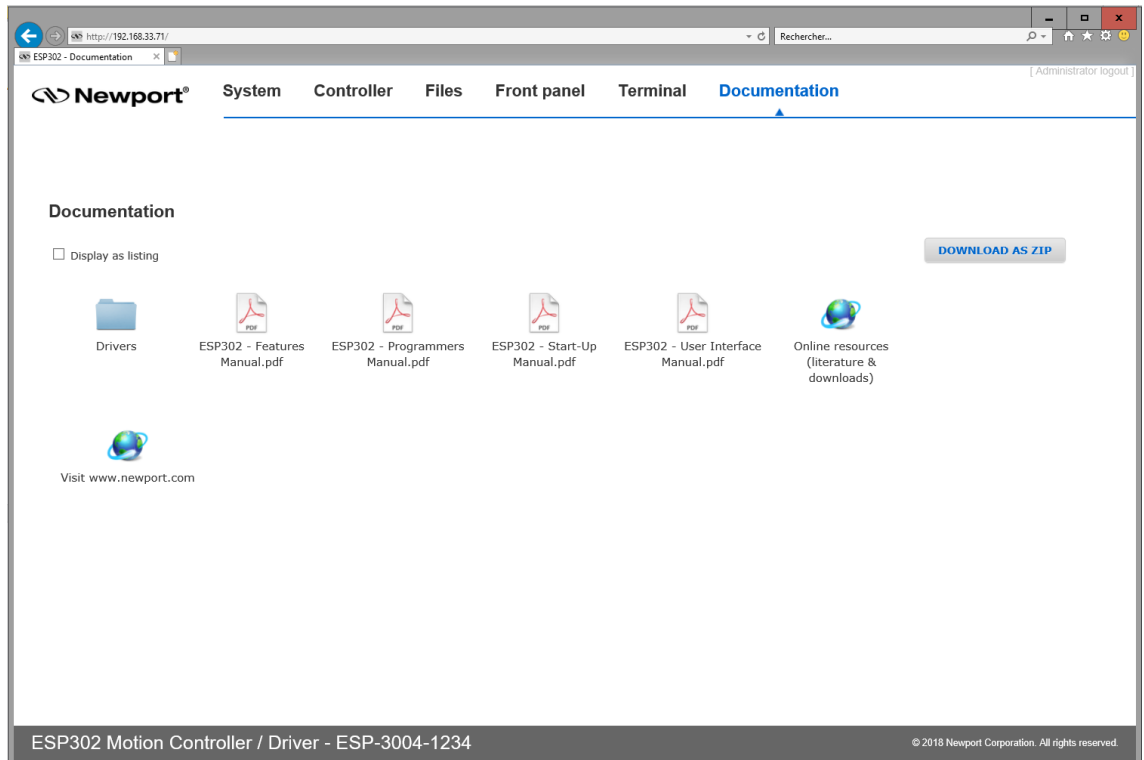 http://192.168.33.71/
Rechercher...
ESP302 - Documentation
[ Administrator logout ]
Newport®
System Controller Files Front panel Terminal Documentation
Documentation
Display as listing
DOWNLOAD AS ZIP
PDF PDF PDF PDF
Drivers ESP302 - Features ESP302 - Programmers ESP302 - Start-Up ESP302 - User Interface Online resources
Manual.pdf Manual.pdf Manual.pdf Manual.pdf (literature &
downloads)
Visit www.newport.com
ESP302 Motion Controller / Driver - ESP-3004-1234
© 2018 Newport Corporation. All rights reserved.